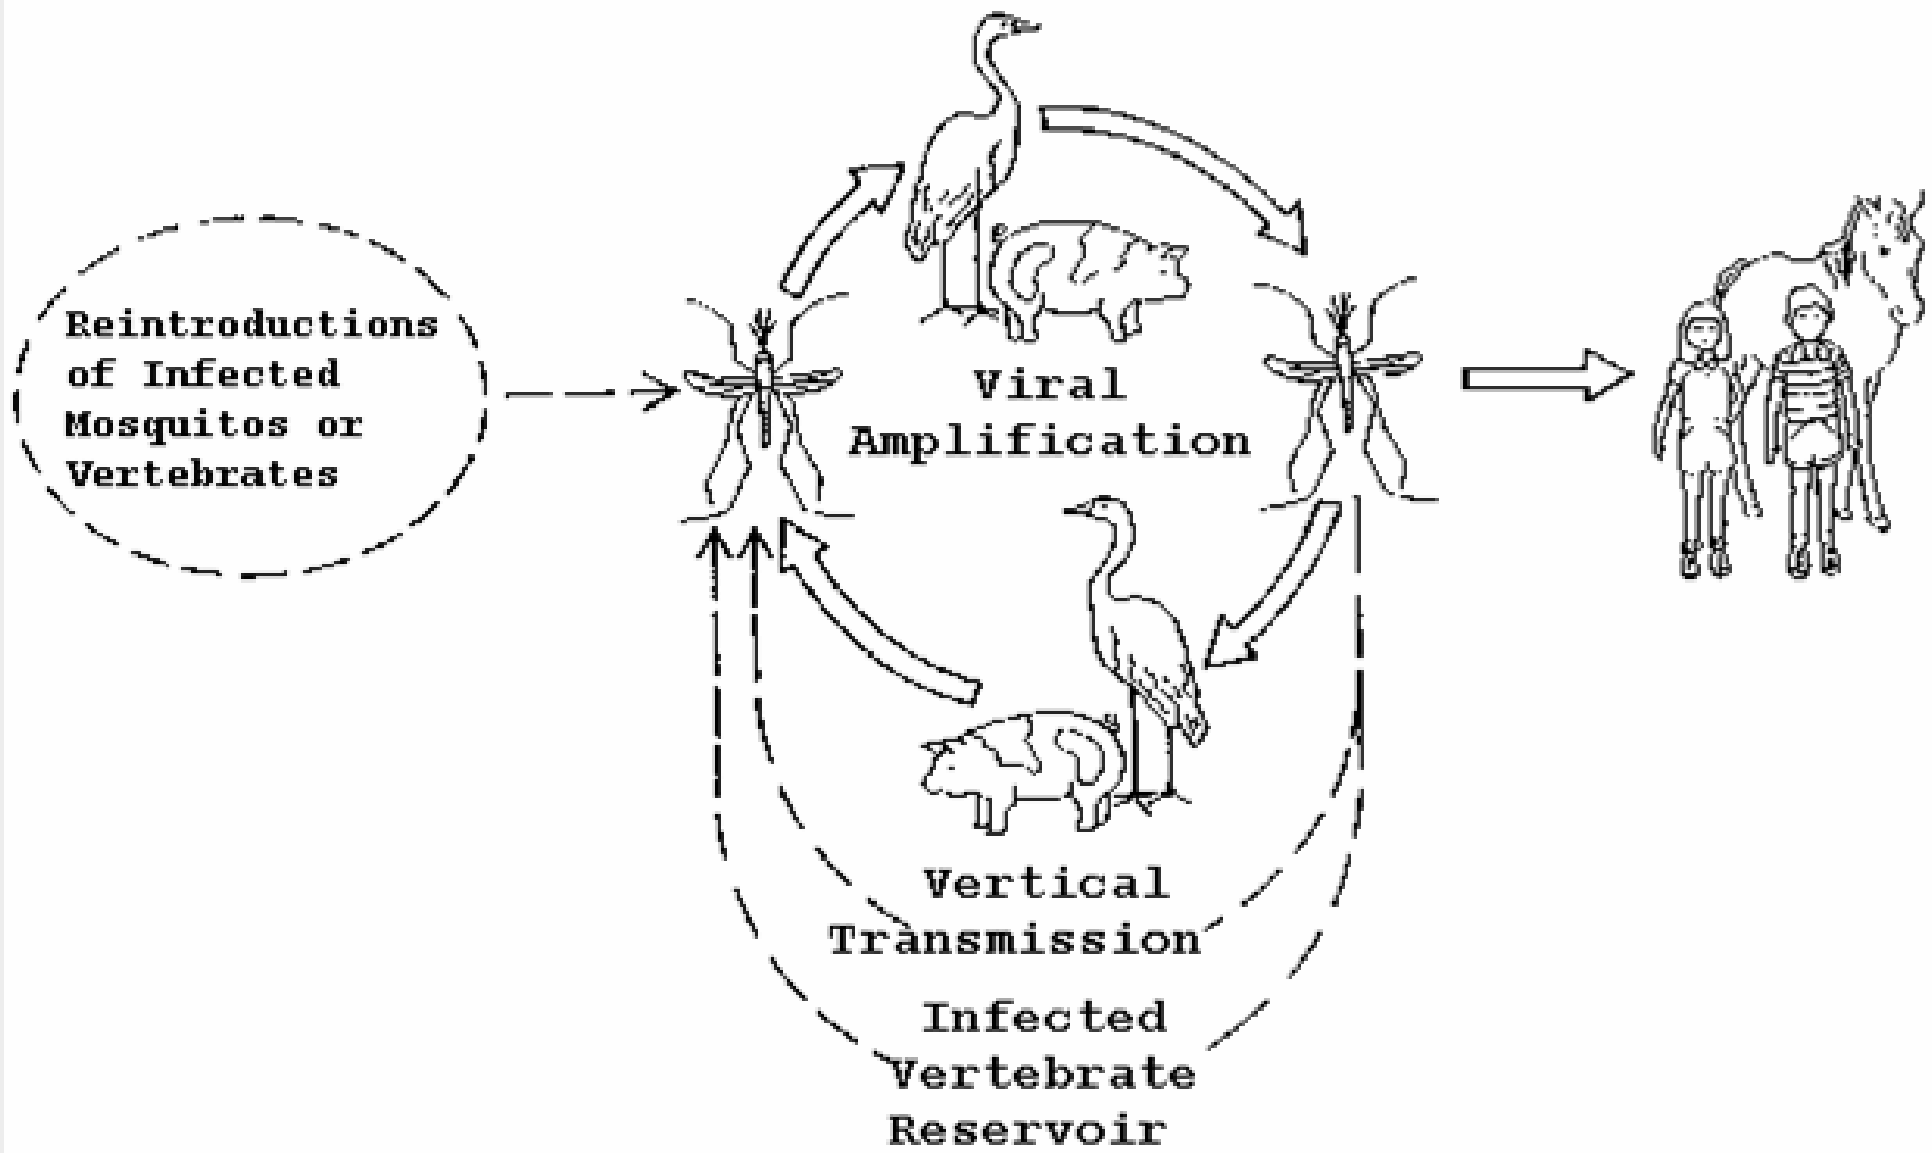 Reintroductions
of Infected
Mosquitos or
Vertebrates
Viral
Amplification
Vertical
Transmission
Infected
Vertebrate
Reservoir